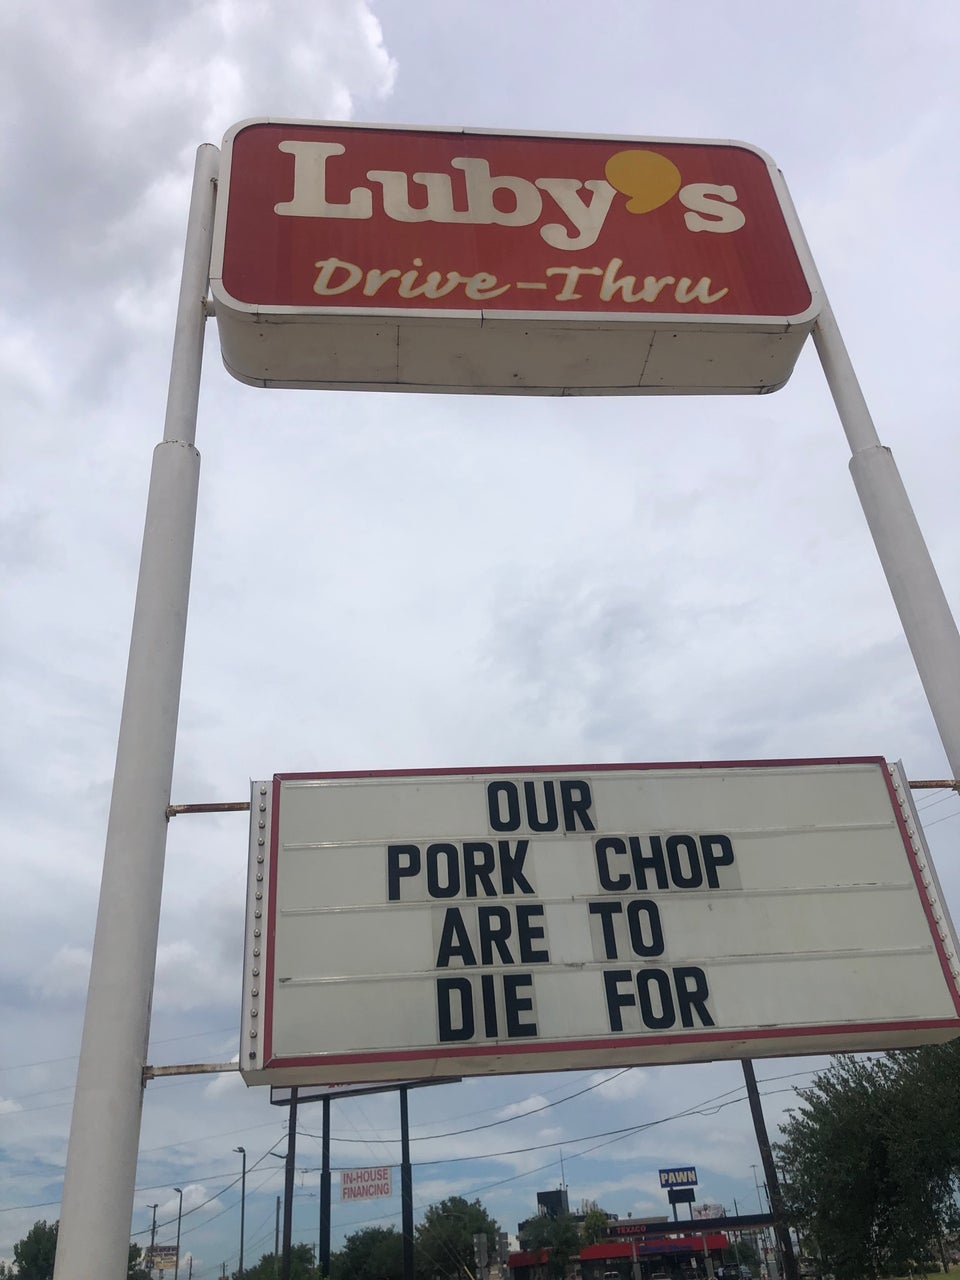 Luby's
Drive-Thru
OUR
PORK CHOP
ARE TO
DIE FOR
IN-HOUSE
FINANCING
PAWN
TEXACO